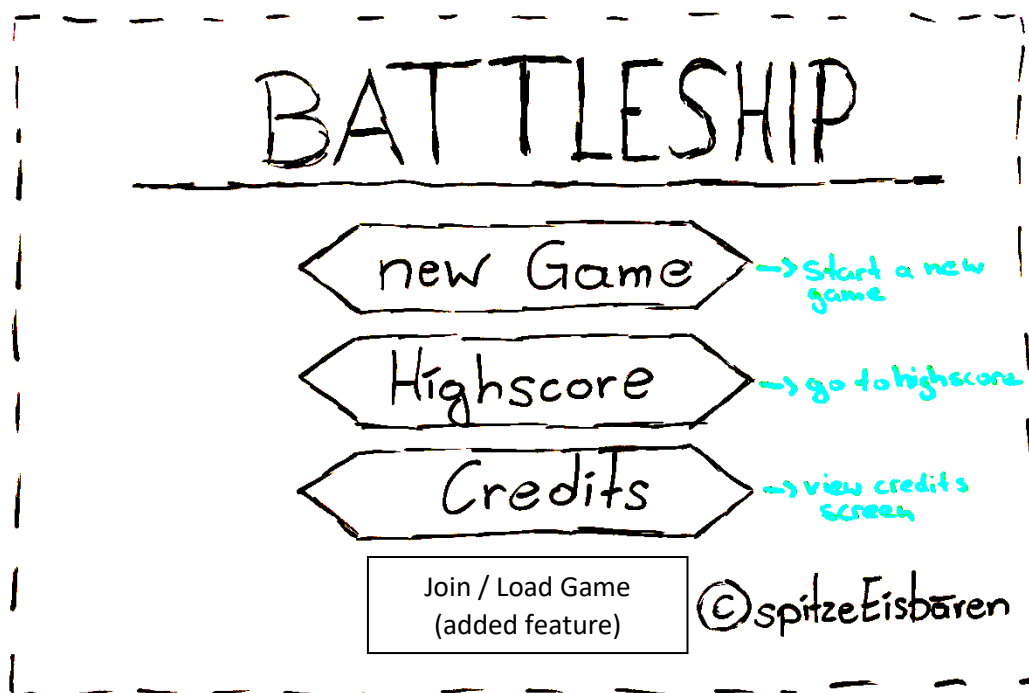 BATTLESHIP
new Game
→ Start a new
game
Highscore
→ go to highscore
Credits
→ view credits
screen
Join / Load Game
(added feature)
© spitzeEisbären